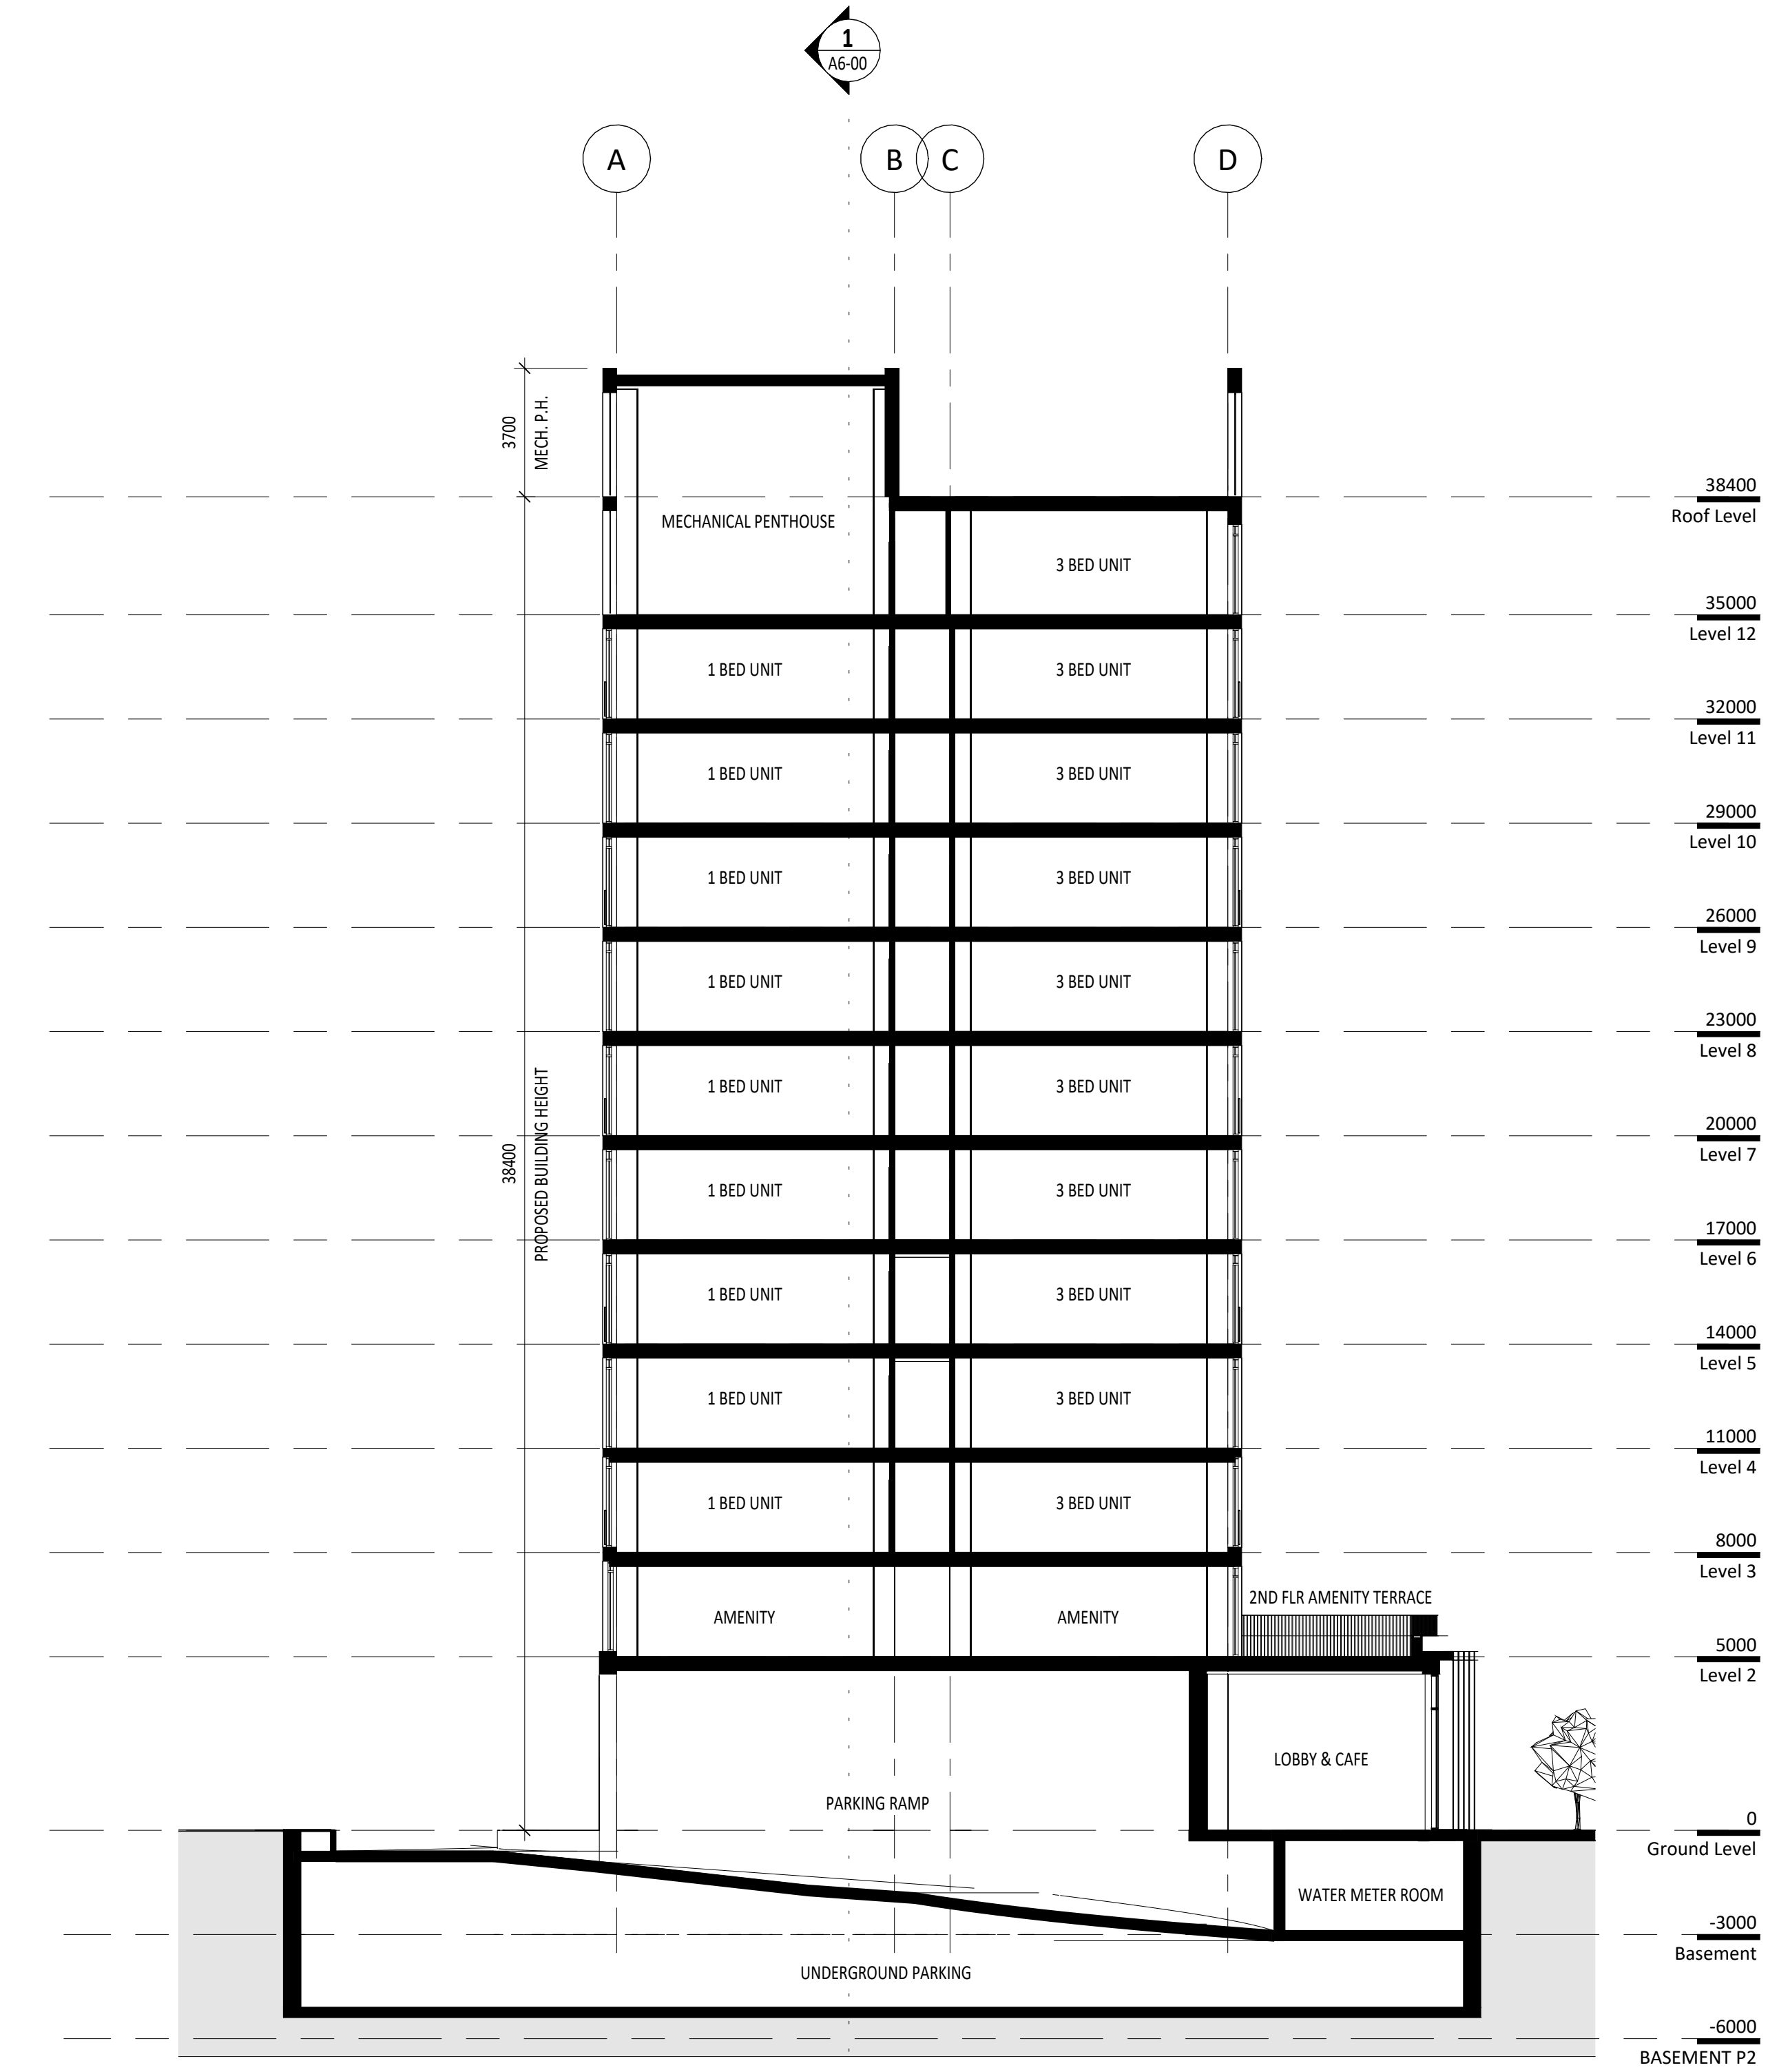 1
A6-00
A
B
C
D
3700
MECH. P.H.
38400
Roof Level
MECHANICAL PENTHOUSE
3 BED UNIT
35000
Level 12
1 BED UNIT
3 BED UNIT
32000
Level 11
1 BED UNIT
3 BED UNIT
29000
Level 10
1 BED UNIT
3 BED UNIT
26000
Level 9
1 BED UNIT
3 BED UNIT
23000
Level 8
1 BED UNIT
3 BED UNIT
38400
PROPOSED BUILDING HEIGHT
20000
Level 7
1 BED UNIT
3 BED UNIT
17000
Level 6
1 BED UNIT
3 BED UNIT
14000
Level 5
1 BED UNIT
3 BED UNIT
11000
Level 4
1 BED UNIT
3 BED UNIT
8000
Level 3
2ND FLR AMENITY TERRACE
AMENITY
AMENITY
5000
Level 2
LOBBY & CAFE
PARKING RAMP
0
Ground Level
WATER METER ROOM
-3000
Basement
UNDERGROUND PARKING
-6000
BASEMENT P2